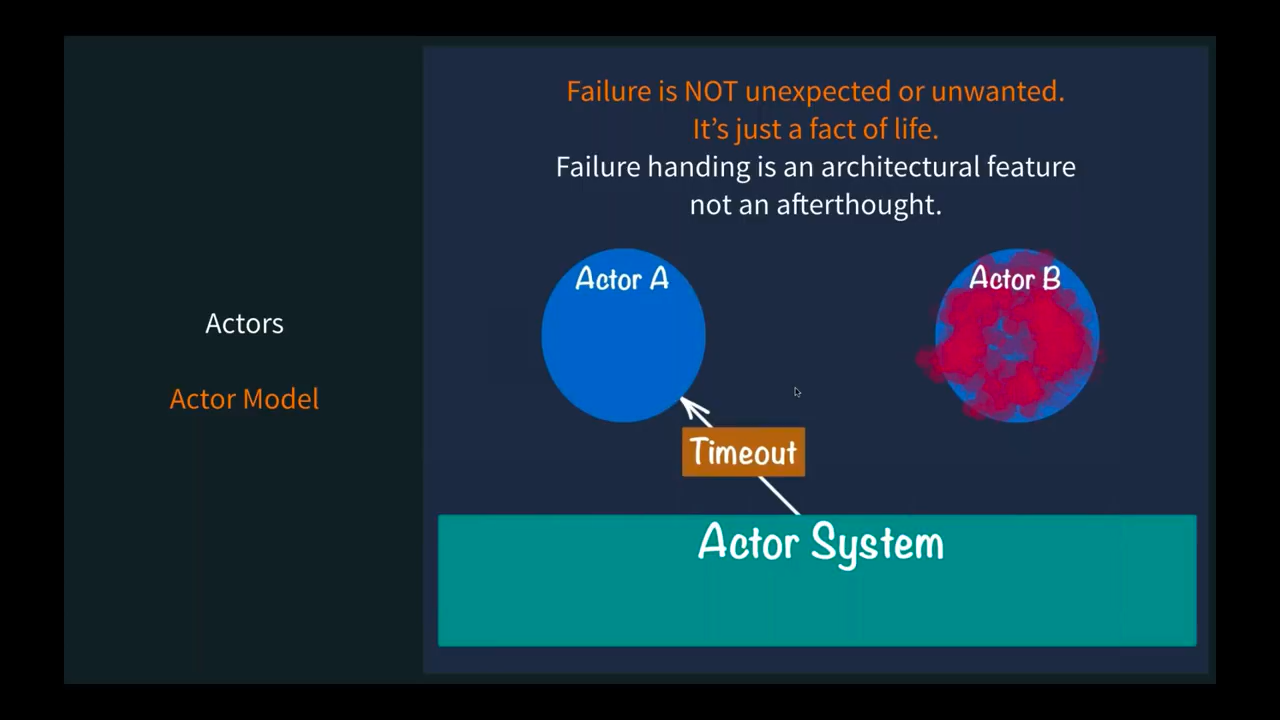 Actors
Actor Model
Failure is NOT unexpected or unwanted.
It’s just a fact of life.
Failure handing is an architectural feature
not an afterthought.
Actor A
Actor B
Timeout
Actor System